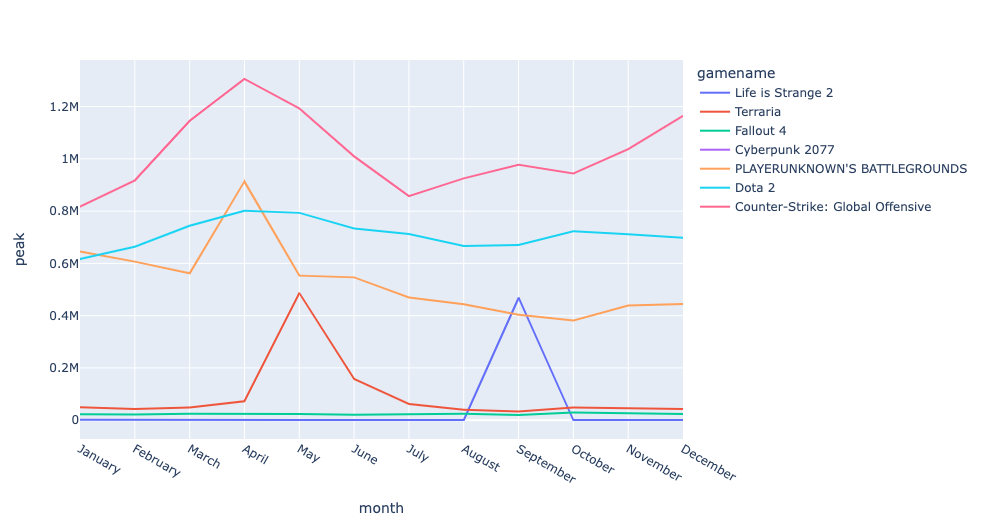 gamename
Life is Strange 2
Terraria
Fallout 4
Cyberpunk 2077
PLAYERUNKNOWN'S BATTLEGROUNDS
Dota 2
Counter-Strike: Global Offensive
1.2M
1M
0.8M
0.6M
0.4M
0.2M
0
peak
January
February
March
April
May
June
July
August
September
October
November
December
month